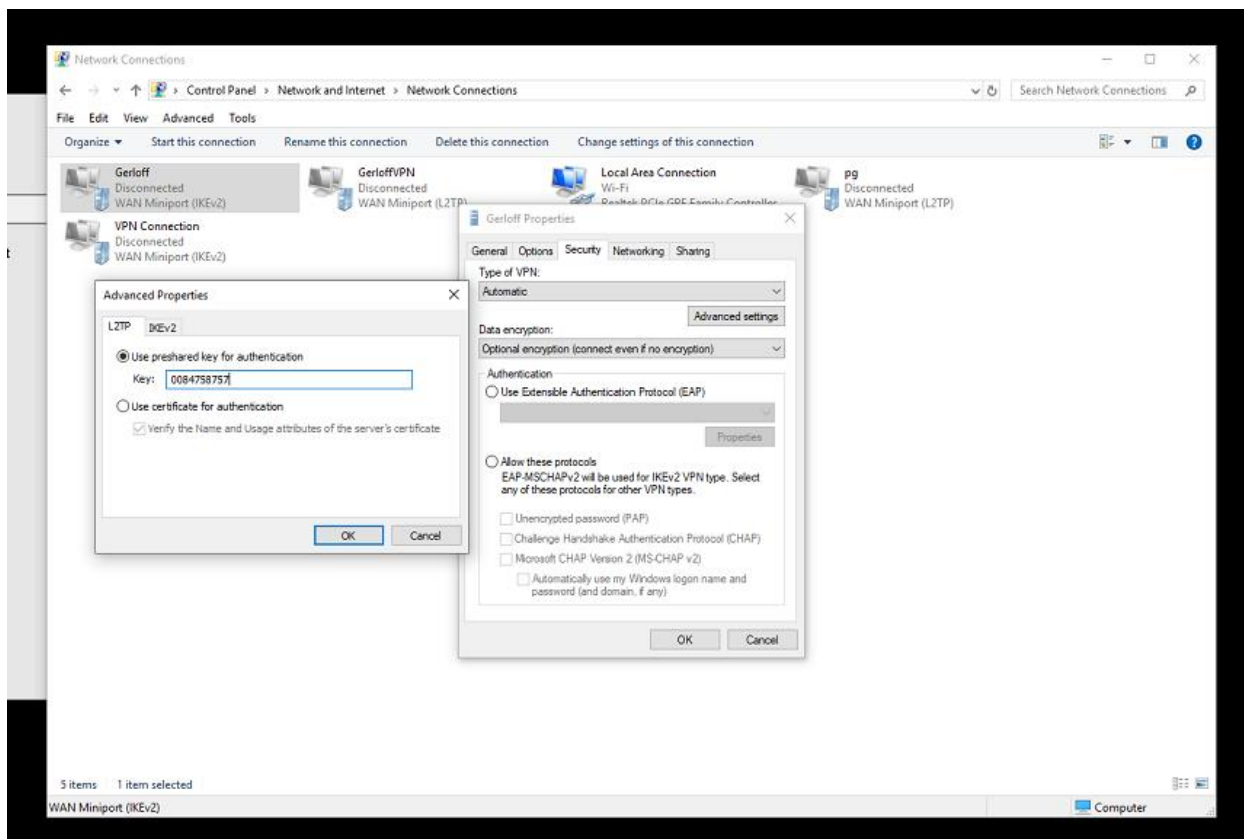 Network Connections
Control Panel > Network and Internet > Network Connections
Search Network Connections
File Edit View Advanced Tools
Organize Start this connection Rename this connection Delete this connection Change settings of this connection
Gerloff
Disconnected
WAN Miniport (IKEv2)
GerloffVPN
Disconnected
WAN Miniport (L2TP)
Local Area Connection
Wi-Fi
Realtek PCIe GBE Family Controller
pg
Disconnected
WAN Miniport (L2TP)
VPN Connection
Disconnected
WAN Miniport (IKEv2)
Gerloff Properties
General Options Security Networking Sharing
Type of VPN:
Automatic
Advanced settings
Data encryption:
Optional encryption (connect even if no encryption)
Authentication
Use Extensible Authentication Protocol (EAP)
Properties
Allow these protocols
EAP-MSCHAPv2 will be used for IKEv2 VPN type. Select
any of these protocols for other VPN types.
Unencrypted password (PAP)
Challenge Handshake Authentication Protocol (CHAP)
Microsoft CHAP Version 2 (MS-CHAP v2)
Automatically use my Windows logon name and
password (and domain, if any)
OK Cancel
Advanced Properties
L2TP IKEv2
Use preshared key for authentication
Key: 0084758757
Use certificate for authentication
Verify the Name and Usage attributes of the server's certificate
OK Cancel
5 items 1 item selected
WAN Miniport (IKEv2)
Computer